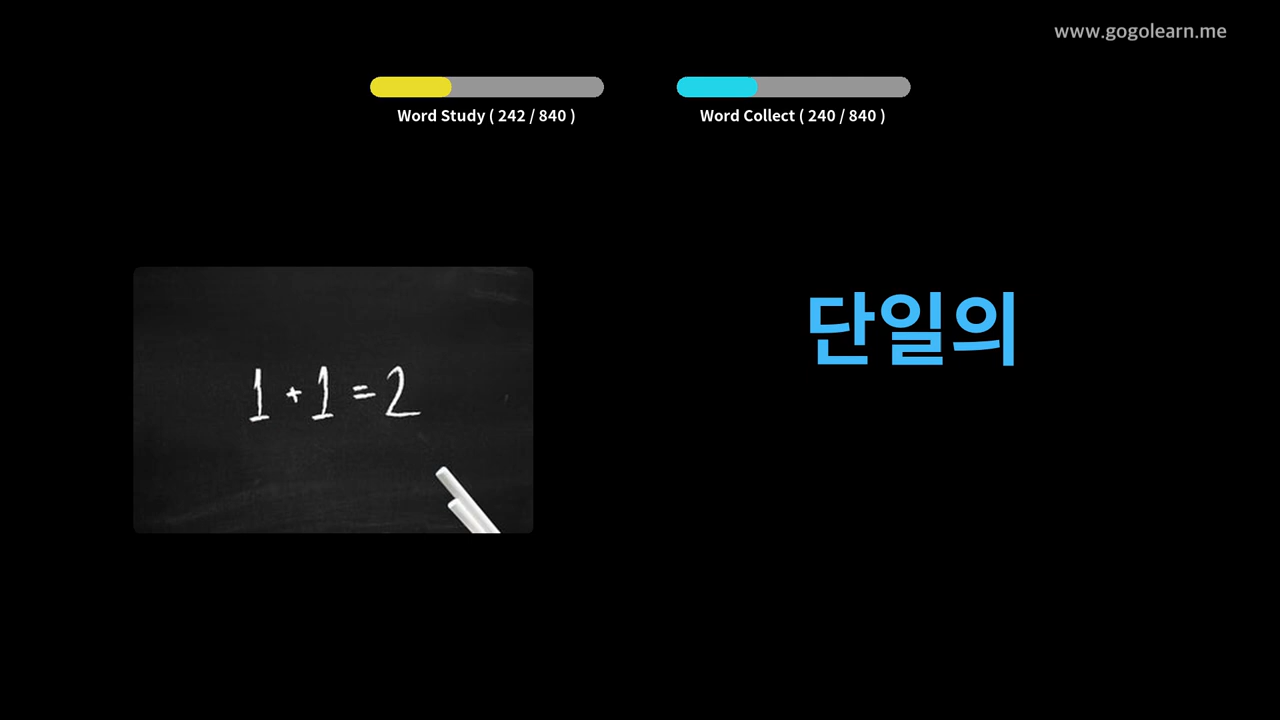 www.gogolearn.me
Word Study ( 242 / 840 )
Word Collect ( 240 / 840 )
1 + 1 = 2
단일의